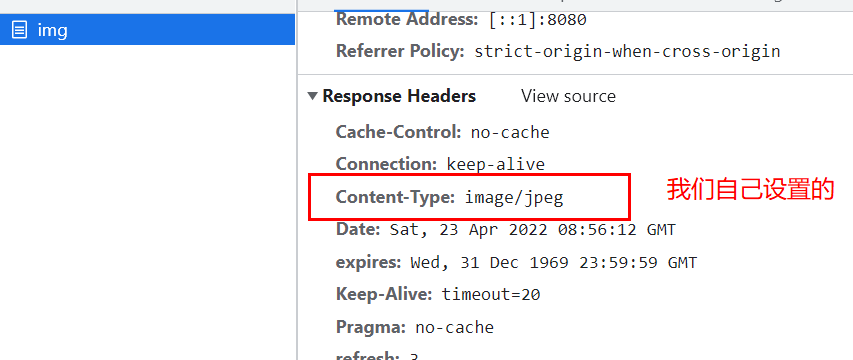 img
Remote Address: [::1]:8080
Referrer Policy: strict-origin-when-cross-origin
Response Headers View source
Cache-Control: no-cache
Connection: keep-alive
Content-Type: image/jpeg
我们自己设置的
Date: Sat, 23 Apr 2022 08:56:12 GMT
expires: Wed, 31 Dec 1969 23:59:59 GMT
Keep-Alive: timeout=20
Pragma: no-cache
refresh: 3